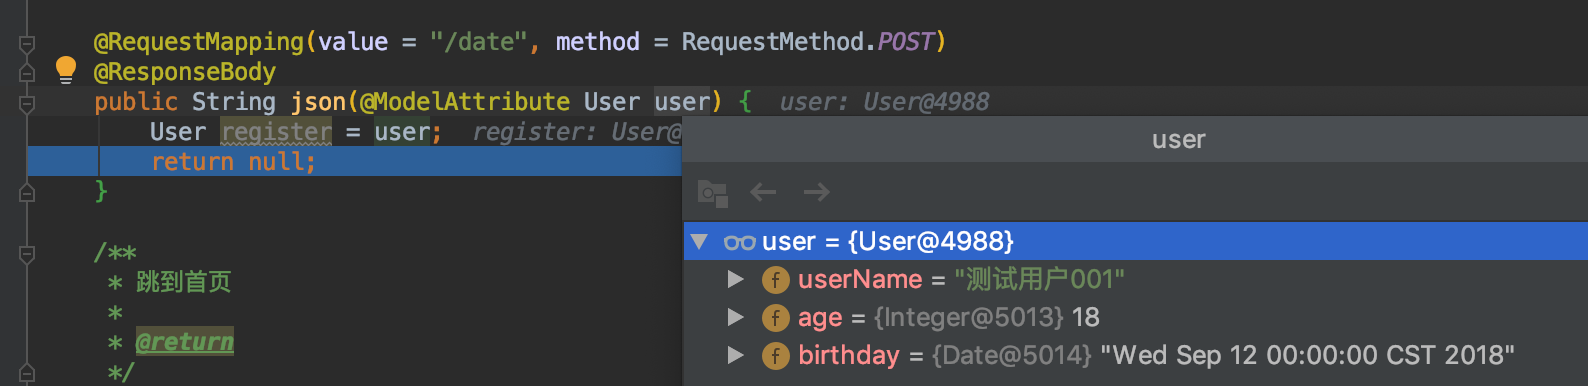 @RequestMapping(value = "/date", method = RequestMethod.POST)
@ResponseBody
public String json(@ModelAttribute User user) { user: User@4988
User register = user; register: User@
return null;
}
/**
* 跳到首页
*
* @return
*/
user
user = {User@4988}
f userName = "测试用户001"
f age = {Integer@5013} 18
f birthday = {Date@5014} "Wed Sep 12 00:00:00 CST 2018"